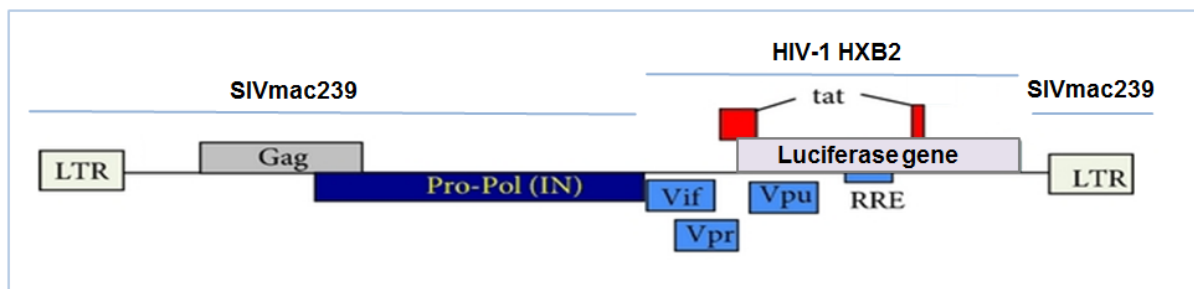 HIV-1 HXB2
SIVmac239
SIVmac239
tat
LTR
Gag
Luciferase gene
LTR
Pro-Pol (IN)
Vif
Vpu
RRE
Vpr